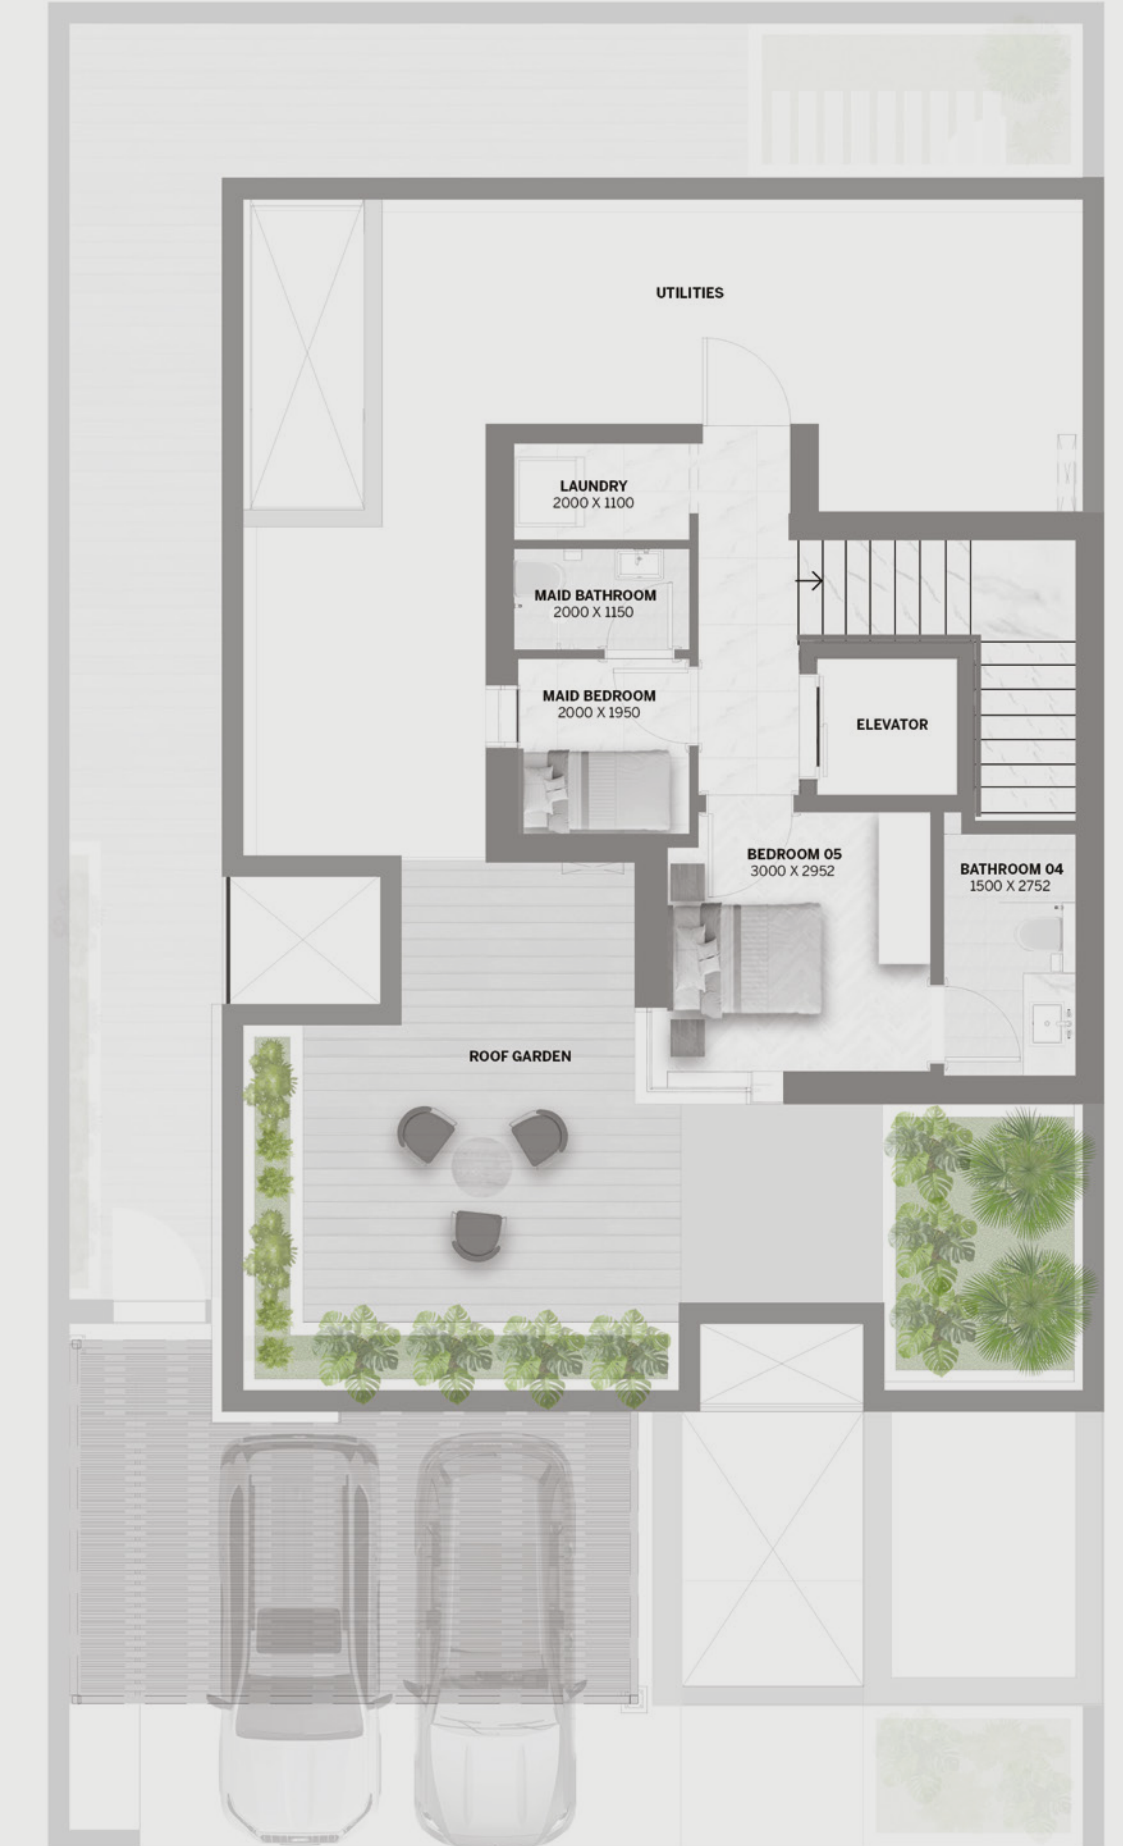 UTILITIES
LAUNDRY
2000 X 1100
MAID BATHROOM
2000 X 1150
MAID BEDROOM
2000 X 1950
ELEVATOR
BEDROOM 05
3000 X 2952
BATHROOM 04
1500 X 2752
ROOF GARDEN